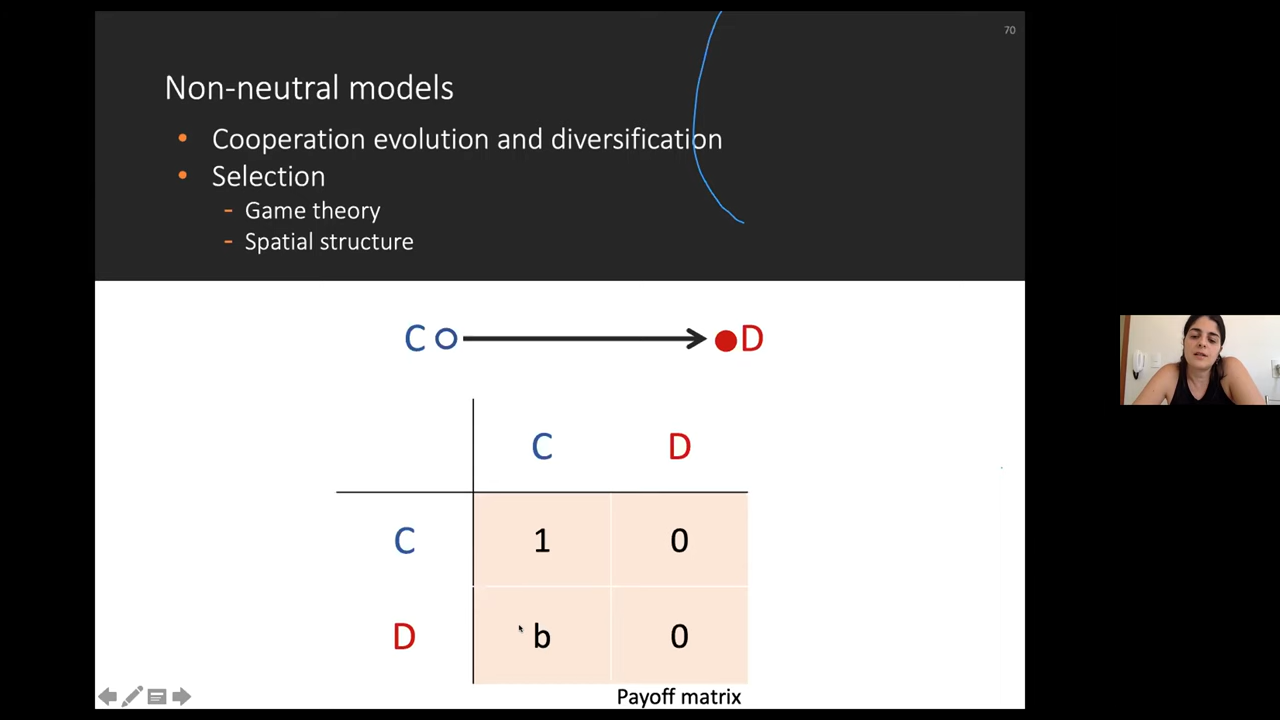 70
Non-neutral models
• Cooperation evolution and diversification
• Selection
- Game theory
- Spatial structure
C D
C D
C 1 0
D b 0
Payoff matrix